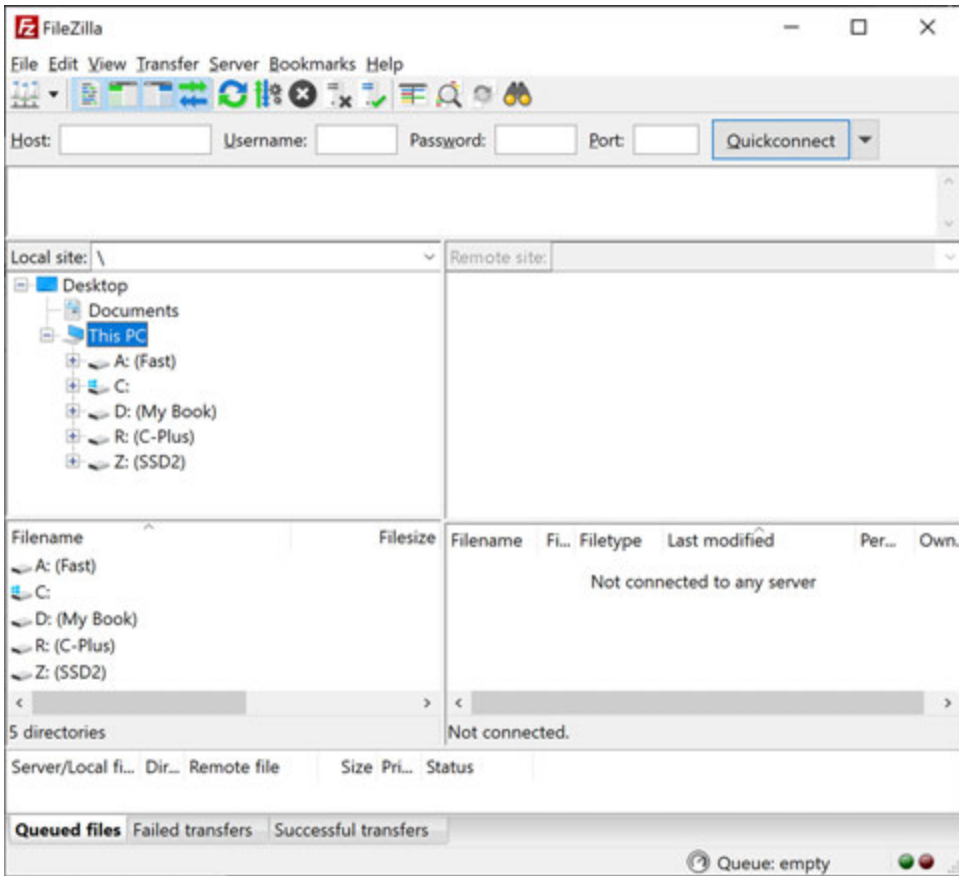 FileZilla
File Edit View Transfer Server Bookmarks Help
Host: Username: Password: Port: Quickconnect
Local site: \
Remote site:
Desktop
Documents
This PC
A: (Fast)
C:
D: (My Book)
R: (C-Plus)
Z: (SSD2)
Filename Filesize
A: (Fast)
C:
D: (My Book)
R: (C-Plus)
Z: (SSD2)
5 directories
Filename Fi... Filetype Last modified Per... Own.
Not connected to any server
Not connected.
Server/Local fi... Dir... Remote file Size Pri... Status
Queued files Failed transfers Successful transfers
Queue: empty